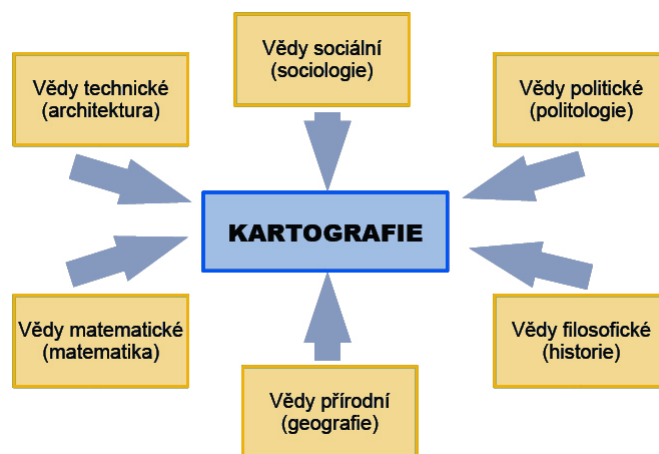 Vědy sociální
(sociologie)
Vědy technické
(architektura)
Vědy politické
(politologie)
KARTOGRAFIE
Vědy matematické
(matematika)
Vědy filosofické
(historie)
Vědy přírodní
(geografie)